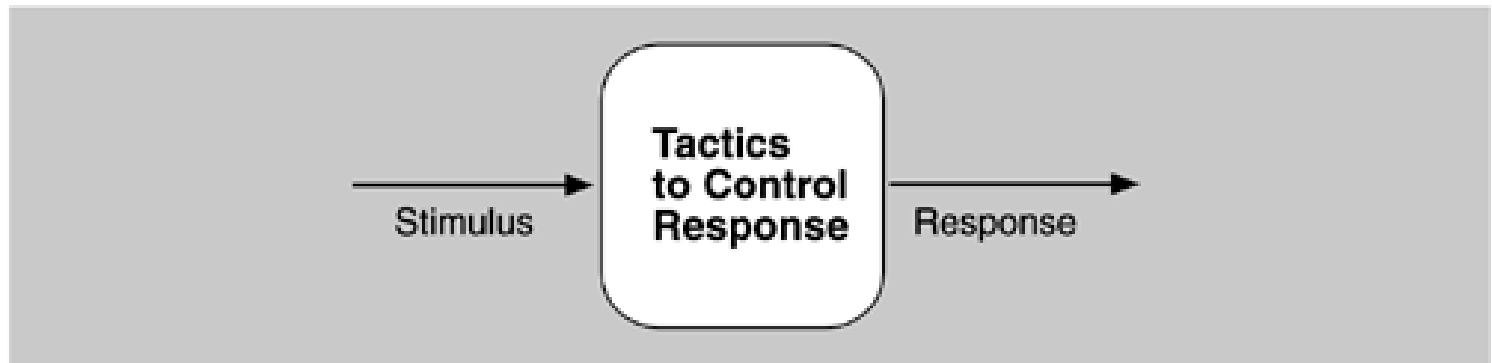 Stimulus
Tactics
to Control
Response
Response